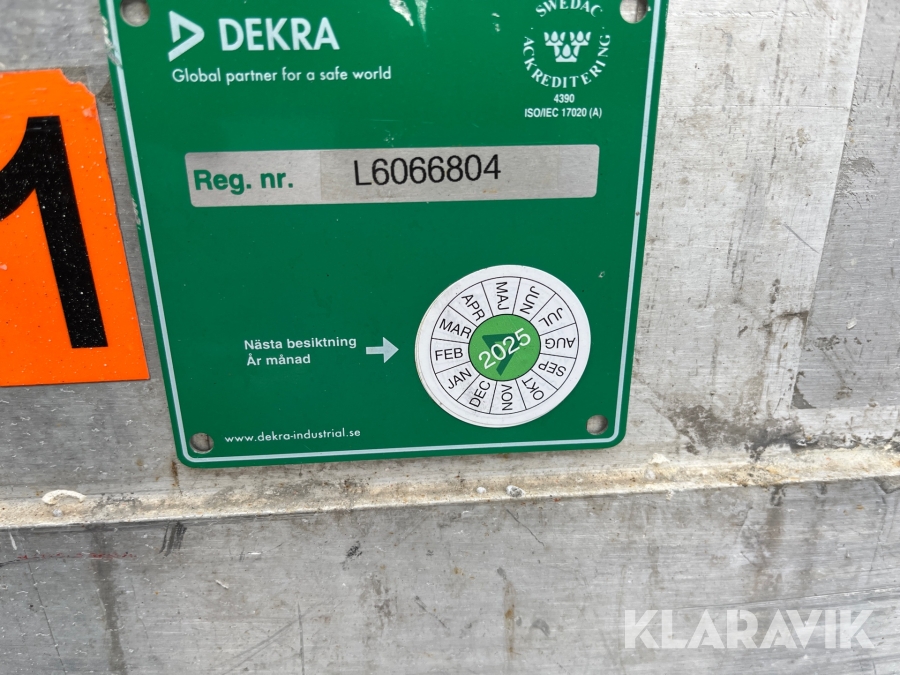 DEKRA
Global partner for a safe world
SWEDAC
ACKREDITERING
4390
ISO/IEC 17020 (A)
Reg. nr. L6066804
1
Nästa besiktning
År månad
JAN FEB MAR APR MAJ JUN JUL AUG SEP OKT NOV DEC
2025
www.dekra-industrial.se
KLARAVIK